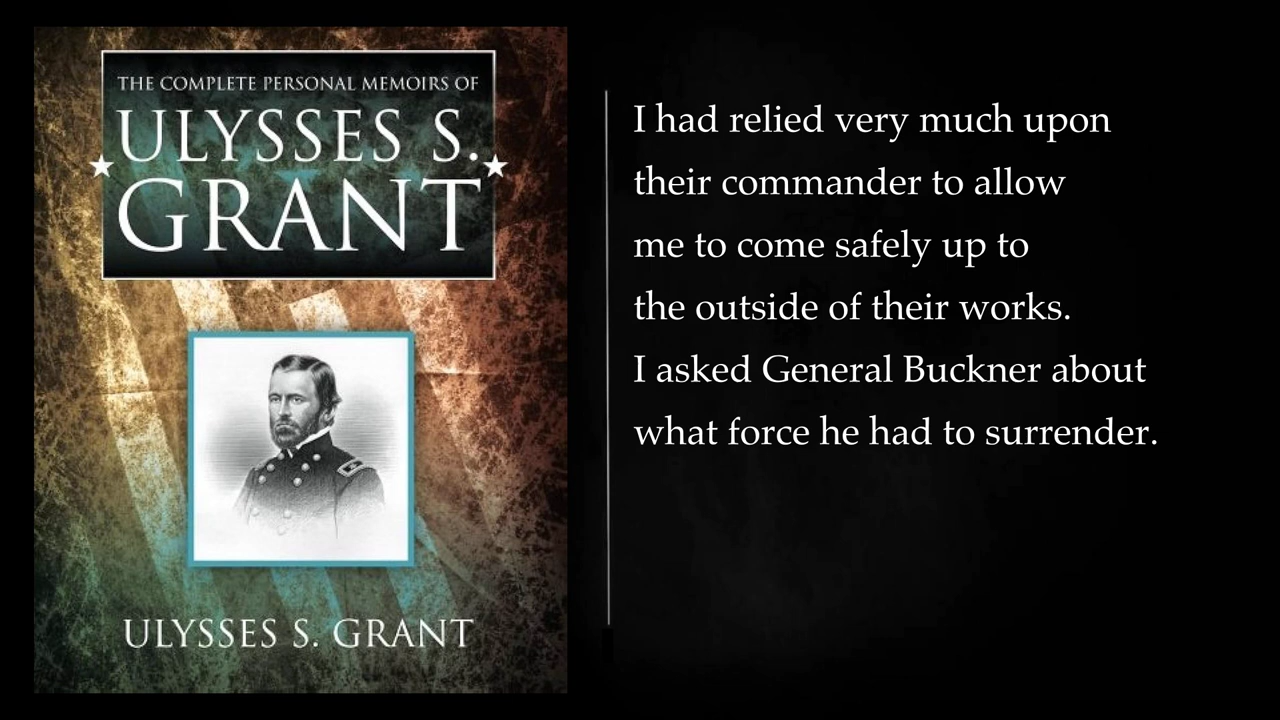 THE COMPLETE PERSONAL MEMOIRS OF
ULYSSES S.
GRANT
ULYSSES S. GRANT
I had relied very much upon
their commander to allow
me to come safely up to
the outside of their works.
I asked General Buckner about
what force he had to surrender.